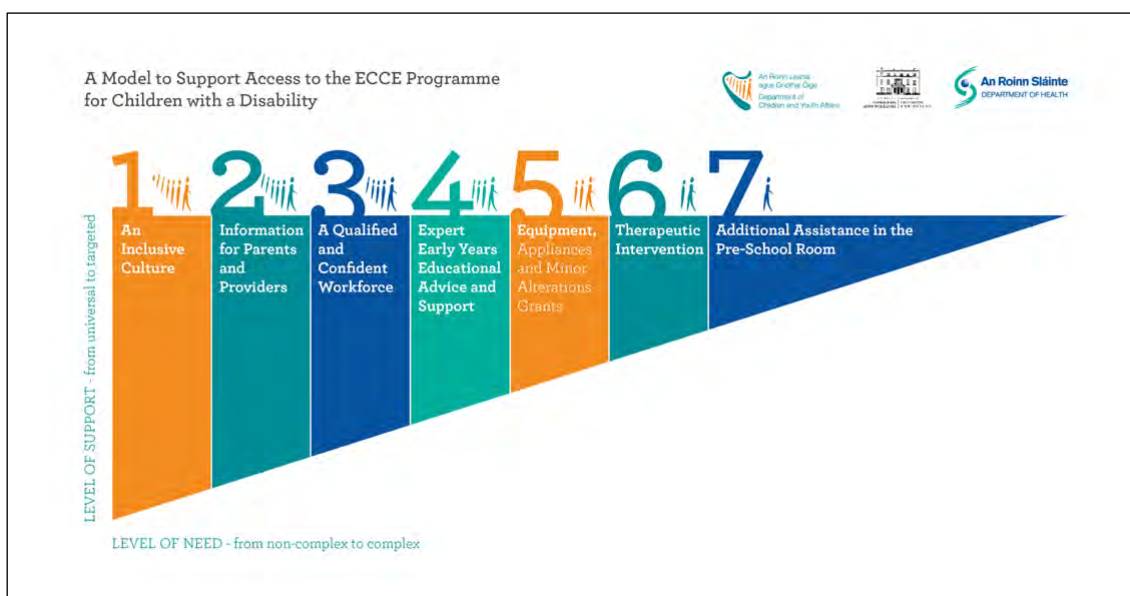 A Model to Support Access to the ECCE Programme
for Children with a Disability
An Roinn Leanaí
agus Gnóthaí Óige
Department of
Children and Youth Affairs
An Roinn Sláinte
DEPARTMENT OF HEALTH
1
An
Inclusive
Culture
2
Information
for Parents
and
Providers
3
A Qualified
and
Confident
Workforce
4
Expert
Early Years
Educational
Advice and
Support
5
Equipment,
Appliances
and Minor
Alterations
Grants
6
Therapeutic
Intervention
7
Additional Assistance in the
Pre-School Room
LEVEL OF SUPPORT - from universal to targeted
LEVEL OF NEED - from non-complex to complex